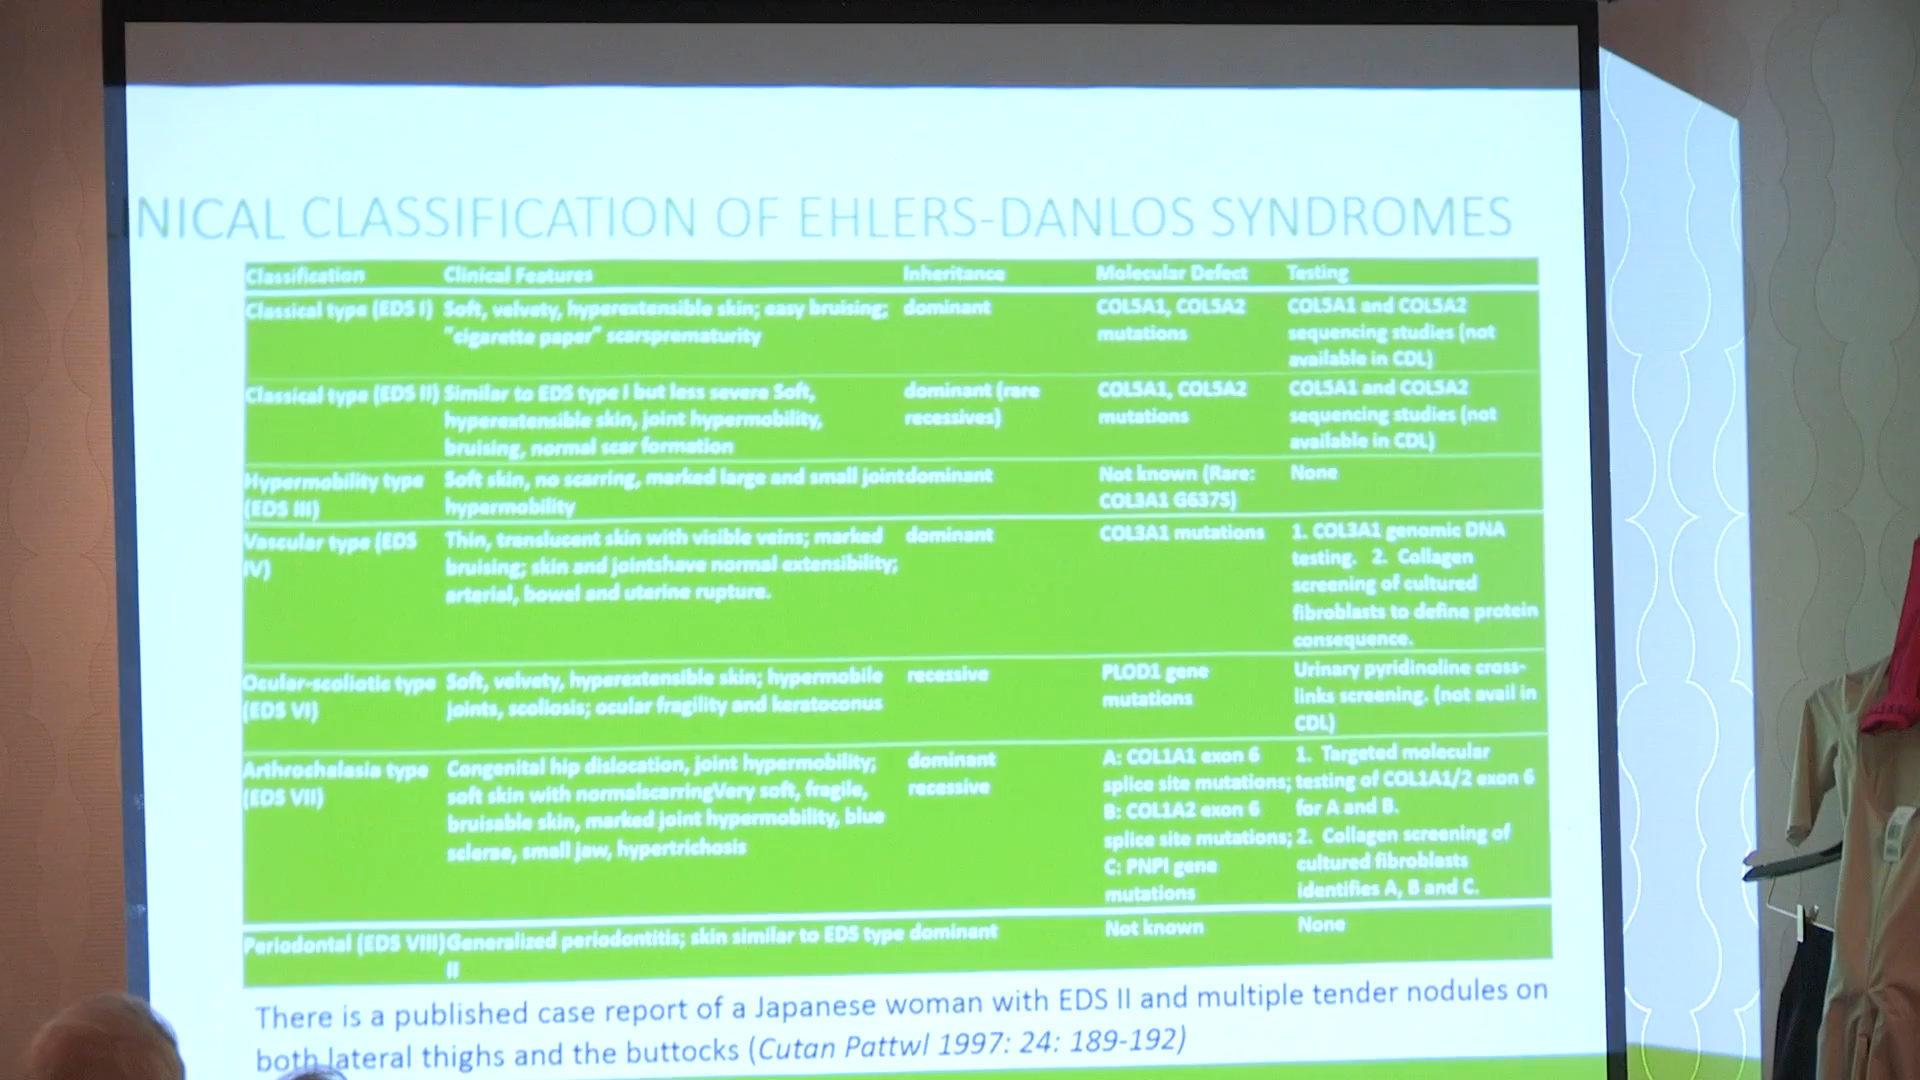 NICAL CLASSIFICATION OF EHLERS-DANLOS SYNDROMES
Classification Clinical Features Inheritance Molecular Defect Testing
Classical type (EDS I) Soft, velvety, hyperextensible skin; easy bruising; dominant COL5A1, COL5A2 COL5A1 and COL5A2
"cigarette paper" scarsprematurity mutations sequencing studies (not
available in CDL)
Classical type (EDS II) Similar to EDS type I but less severe Soft, dominant (rare COL5A1, COL5A2 COL5A1 and COL5A2
hyperextensible skin, joint hypermobility, recessives) mutations sequencing studies (not
bruising, normal scar formation available in CDL)
Hypermobility type Soft skin, no scarring, marked large and small jointdominant Not known (Rare: None
(EDS III) hypermobility COL3A1 G637S)
Vascular type (EDS Thin, translucent skin with visible veins; marked dominant COL3A1 mutations 1. COL3A1 genomic DNA
IV) bruising; skin and jointshave normal extensibility; testing. 2. Collagen
arterial, bowel and uterine rupture. screening of cultured
fibroblasts to define protein
consequence.
Ocular-scoliotic type Soft, velvety, hyperextensible skin; hypermobile recessive PLOD1 gene Urinary pyridinoline cross-
(EDS VI) joints, scoliosis; ocular fragility and keratoconus mutations links screening. (not avail in
CDL)
Arthrochalasia type Congenital hip dislocation, joint hypermobility; dominant A: COL1A1 exon 6 1. Targeted molecular
(EDS VII) soft skin with normalscarringVery soft, fragile, recessive splice site mutations; testing of COL1A1/2 exon 6
bruisable skin, marked joint hypermobility, blue B: COL1A2 exon 6 for A and B.
sclerae, small jaw, hypertrichosis splice site mutations; 2. Collagen screening of
C: PNPI gene cultured fibroblasts
mutations identifies A, B and C.
Periodontal (EDS VIII) Generalized periodontitis; skin similar to EDS type dominant Not known None
II
There is a published case report of a Japanese woman with EDS II and multiple tender nodules on
both lateral thighs and the buttocks (Cutan Pattwl 1997: 24: 189-192)